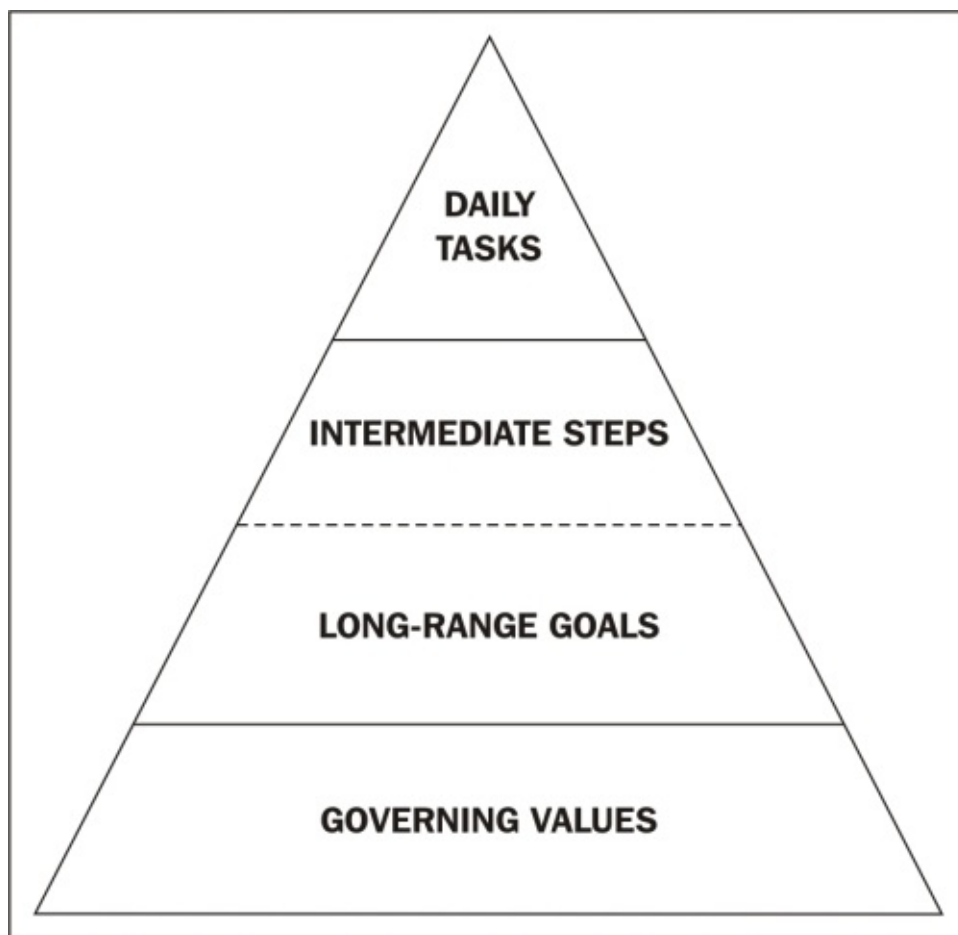 DAILY
TASKS
INTERMEDIATE STEPS
LONG-RANGE GOALS
GOVERNING VALUES